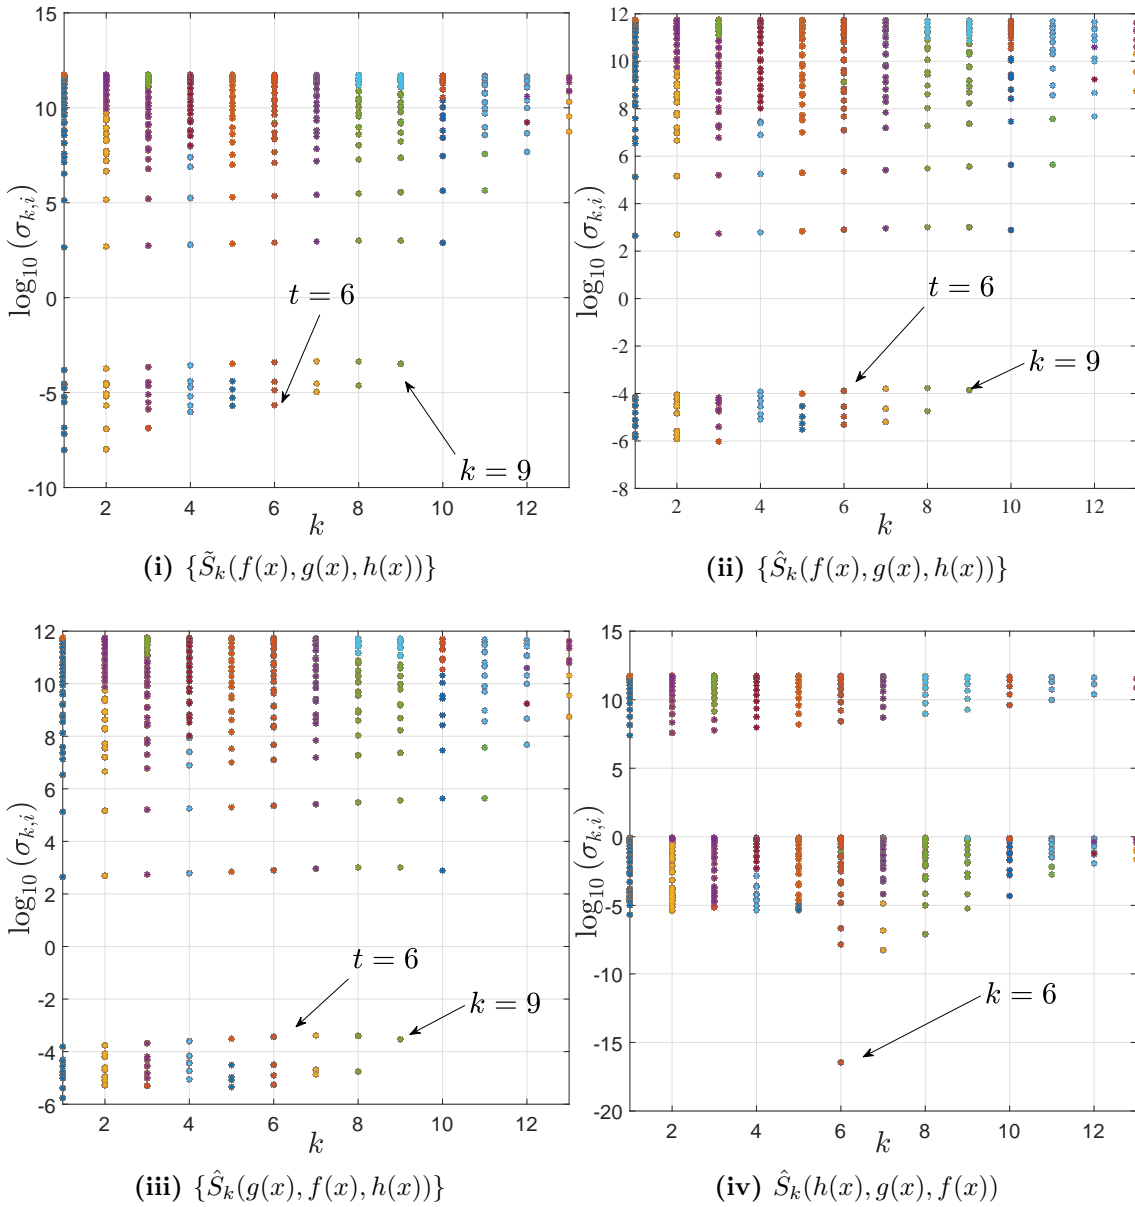 15
10
5
0
-5
-10
2 4 6 8 10 12
log₁₀ (σₖ,ᵢ)
k
t = 6
k = 9
(i) {S̃ₖ(f(x), g(x), h(x))}
12
10
8
6
4
2
0
-2
-4
-6
-8
2 4 6 8 10 12
log₁₀ (σₖ,ᵢ)
k
t = 6
k = 9
(ii) {Ŝₖ(f(x), g(x), h(x))}
12
10
8
6
4
2
0
-2
-4
-6
2 4 6 8 10 12
log₁₀ (σₖ,ᵢ)
k
t = 6
k = 9
(iii) {Ŝₖ(g(x), f(x), h(x))}
15
10
5
0
-5
-10
-15
-20
2 4 6 8 10 12
log₁₀ (σₖ,ᵢ)
k
k = 6
(iv) Ŝₖ(h(x), g(x), f(x))